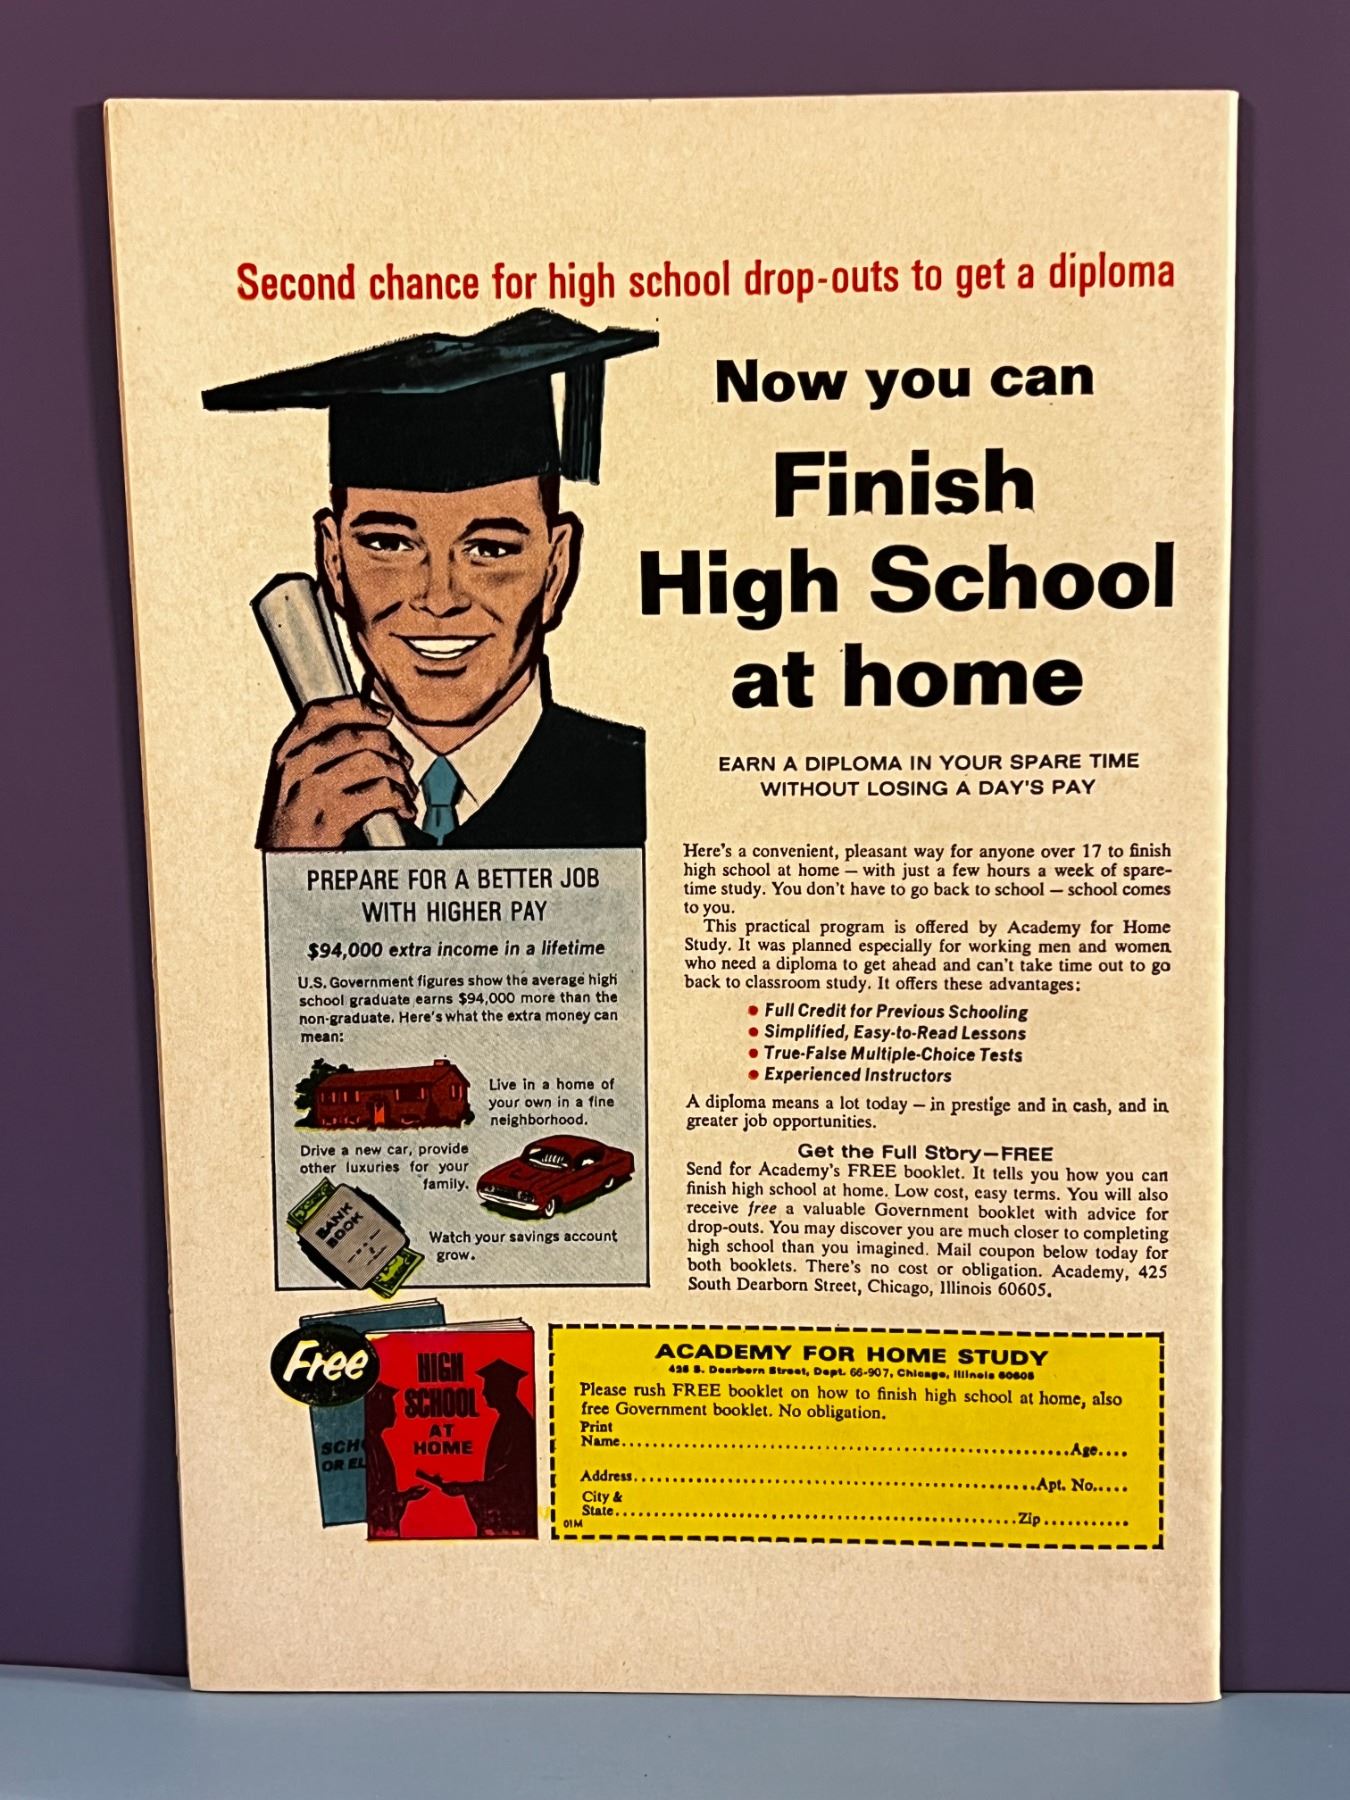 Second chance for high school drop-outs to get a diploma
Now you can
Finish
High School
at home
EARN A DIPLOMA IN YOUR SPARE TIME
WITHOUT LOSING A DAY'S PAY
PREPARE FOR A BETTER JOB
WITH HIGHER PAY
$94,000 extra income in a lifetime
U.S. Government figures show the average high
school graduate earns $94,000 more than the
non-graduate. Here's what the extra money can
mean:
Live in a home of
your own in a fine
neighborhood.
Drive a new car, provide
other luxuries for your
family.
BANK
BOOK
Watch your savings account
grow.
Here's a convenient, pleasant way for anyone over 17 to finish
high school at home — with just a few hours a week of spare-
time study. You don't have to go back to school — school comes
to you.
This practical program is offered by Academy for Home
Study. It was planned especially for working men and women
who need a diploma to get ahead and can't take time out to go
back to classroom study. It offers these advantages:
• Full Credit for Previous Schooling
• Simplified, Easy-to-Read Lessons
• True-False Multiple-Choice Tests
• Experienced Instructors
A diploma means a lot today — in prestige and in cash, and in
greater job opportunities.
Get the Full Story—FREE
Send for Academy's FREE booklet. It tells you how you can
finish high school at home. Low cost, easy terms. You will also
receive free a valuable Government booklet with advice for
drop-outs. You may discover you are much closer to completing
high school than you imagined. Mail coupon below today for
both booklets. There's no cost or obligation. Academy, 425
South Dearborn Street, Chicago, Illinois 60605.
Free
HIGH
SCHOOL
AT
HOME
SCHO
OR EL
ACADEMY FOR HOME STUDY
425 S. Dearborn Street, Dept. 66-907, Chicago, Illinois 60605
Please rush FREE booklet on how to finish high school at home, also
free Government booklet. No obligation.
Print
Name..........Age....
Address..........Apt. No.....
City &
State..........Zip..........
01M